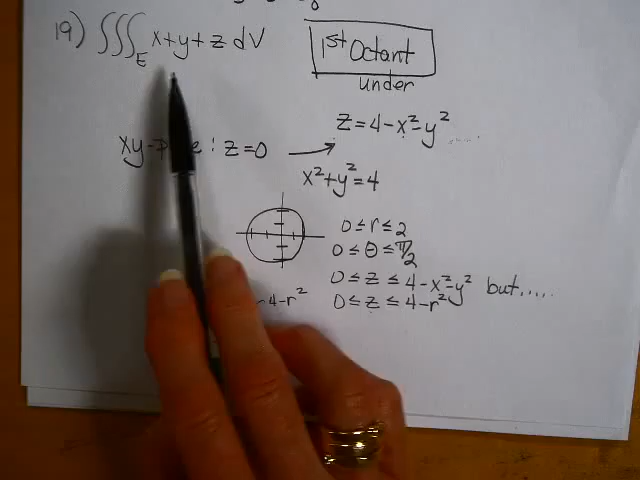 19) ∭_E x+y+z dV
1st Octant
under
z=4-x²-y².....
xy- : z=0 →
x²+y²=4
0≤r≤2
0≤θ≤π/2
0≤z≤4-x²-y² but.....
-4-r² 0≤z≤4-r²